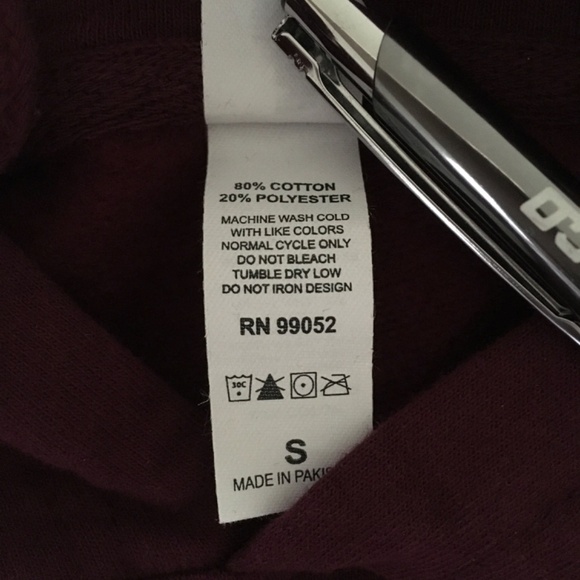 80% COTTON
20% POLYESTER
MACHINE WASH COLD
WITH LIKE COLORS
NORMAL CYCLE ONLY
DO NOT BLEACH
TUMBLE DRY LOW
DO NOT IRON DESIGN
RN 99052
30C
S
MADE IN